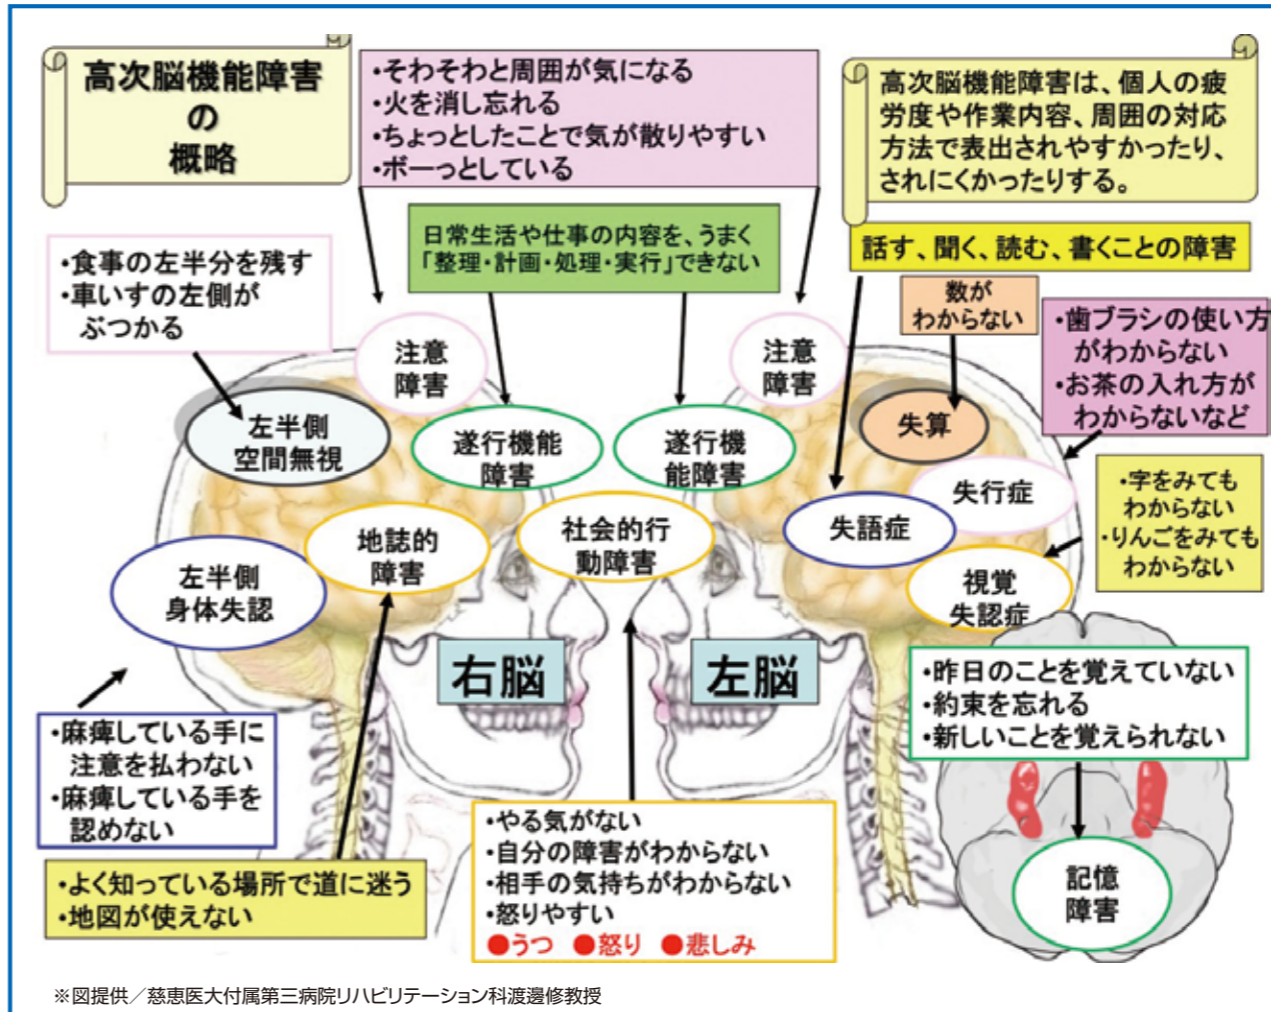 高次脳機能障害
の
概略
・そわそわと周囲が気になる
・火を消し忘れる
・ちょっとしたことで気が散りやすい
・ボーっとしている
高次脳機能障害は、個人の疲
労度や作業内容、周囲の対応
方法で表出されやすかったり、
されにくかったりする。
日常生活や仕事の内容を、うまく
「整理・計画・処理・実行」できない
話す、聞く、読む、書くことの障害
・食事の左半分を残す
・車いすの左側が
ぶつかる
数が
わからない
・歯ブラシの使い方
がわからない
・お茶の入れ方が
わからないなど
注意
障害
注意
障害
左半側
空間無視
遂行機能
障害
遂行機
能障害
失算
失行症
・字をみても
わからない
・りんごをみても
わからない
地誌的
障害
社会的行
動障害
失語症
左半側
身体失認
視覚
失認症
右脳
左脳
・昨日のことを覚えていない
・約束を忘れる
・新しいことを覚えられない
・麻痺している手に
注意を払わない
・麻痺している手を
認めない
・やる気がない
・自分の障害がわからない
・相手の気持ちがわからない
・怒りやすい
●うつ ●怒り ●悲しみ
・よく知っている場所で道に迷う
・地図が使えない
記憶
障害
※図提供／慈恵医大付属第三病院リハビリテーション科渡邉修教授